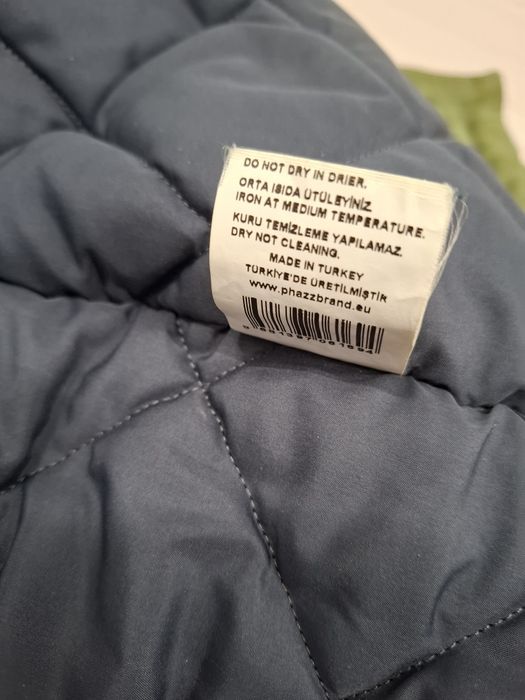 DO NOT DRY IN DRIER.
ORTA ISIDA ÜTÜLEYİNİZ
IRON AT MEDIUM TEMPERATURE.
KURU TEMİZLEME YAPILAMAZ.
DRY NOT CLEANING.
MADE IN TURKEY
TÜRKİYE'DE ÜRETİLMİŞTİR
www.phazzbrand.eu